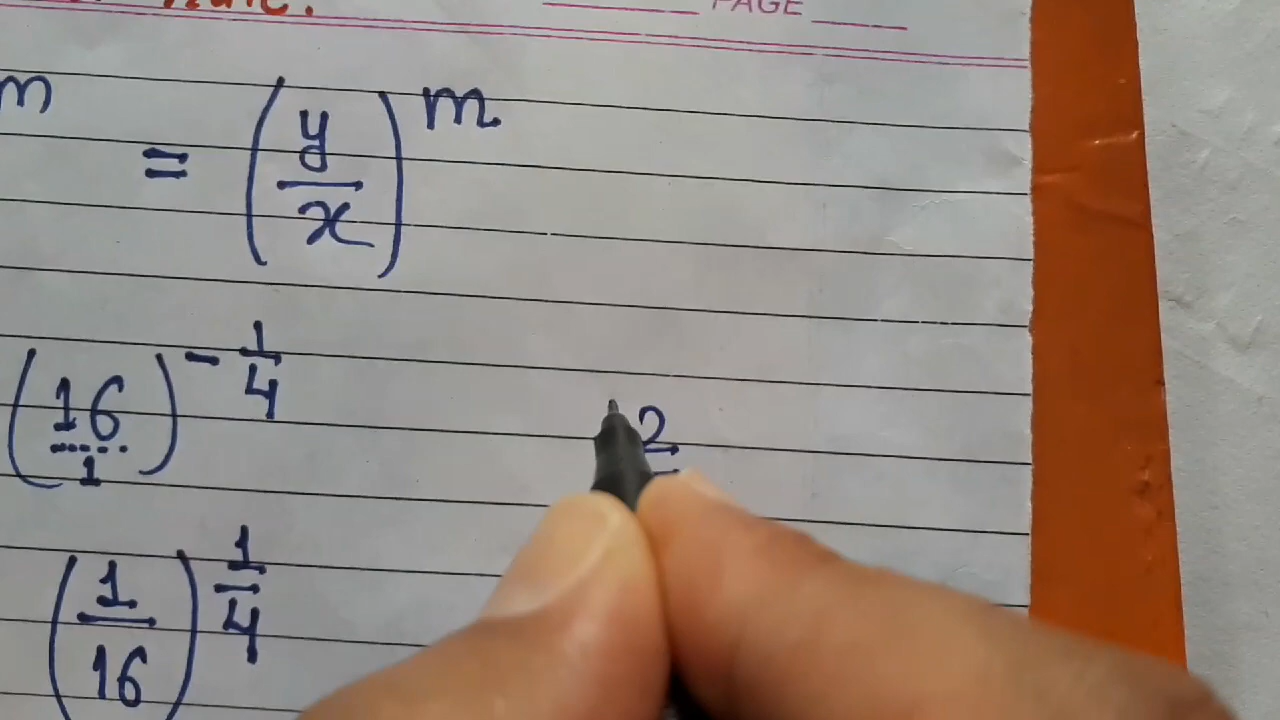 PAGE
m = (y/x)^m
(16/1)^-1/4
2
(1/16)^1/4